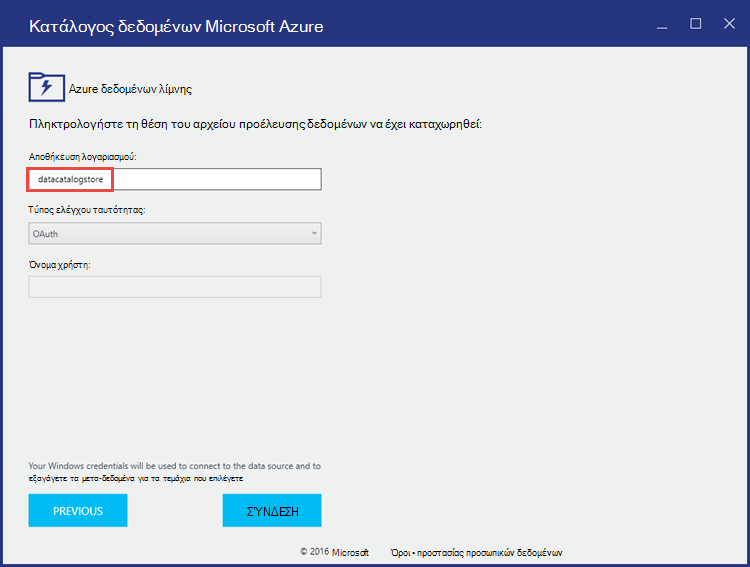 Κατάλογος δεδομένων Microsoft Azure
Azure δεδομένων λίμνης
Πληκτρολογήστε τη θέση του αρχείου προέλευσης δεδομένων να έχει καταχωρηθεί:
Αποθήκευση λογαριασμού:
datacatalogstore
Τύπος ελέγχου ταυτότητας:
OAuth
Όνομα χρήστη:
Your Windows credentials will be used to connect to the data source and to
εξαγάγετε τα μετα-δεδομένα για τα τεμάχια που επιλέγετε
PREVIOUS ΣΎΝΔΕΣΗ
© 2016 Microsoft Όροι • προστασίας προσωπικών δεδομένων